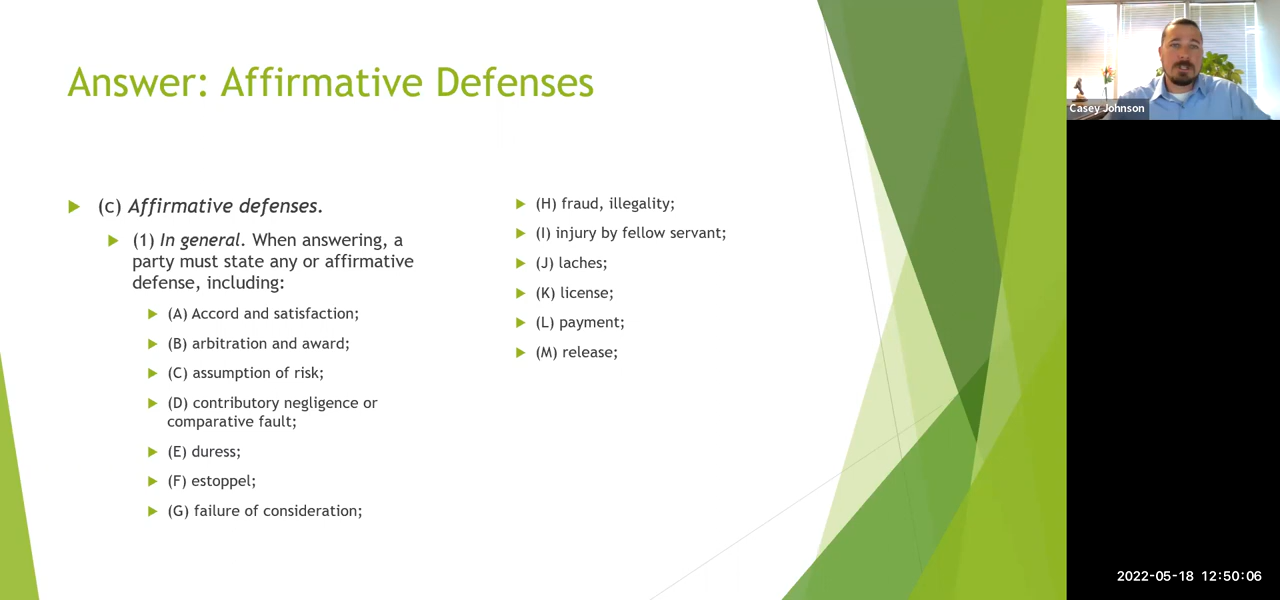 Answer: Affirmative Defenses
(c) Affirmative defenses.
(1) In general. When answering, a
party must state any or affirmative
defense, including:
(A) Accord and satisfaction;
(B) arbitration and award;
(C) assumption of risk;
(D) contributory negligence or
comparative fault;
(E) duress;
(F) estoppel;
(G) failure of consideration;
(H) fraud, illegality;
(I) injury by fellow servant;
(J) laches;
(K) license;
(L) payment;
(M) release;
Casey Johnson
2022-05-18 12:50:06